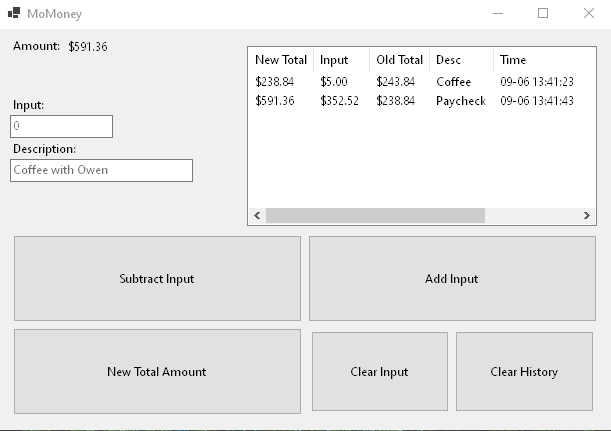 MoMoney
Amount: $591.36
New Total Input Old Total Desc Time
$238.84 $5.00 $243.84 Coffee 09-06 13:41:23
$591.36 $352.52 $238.84 Paycheck 09-06 13:41:43
Input:
0
Description:
Coffee with Owen
Subtract Input Add Input
New Total Amount Clear Input Clear History